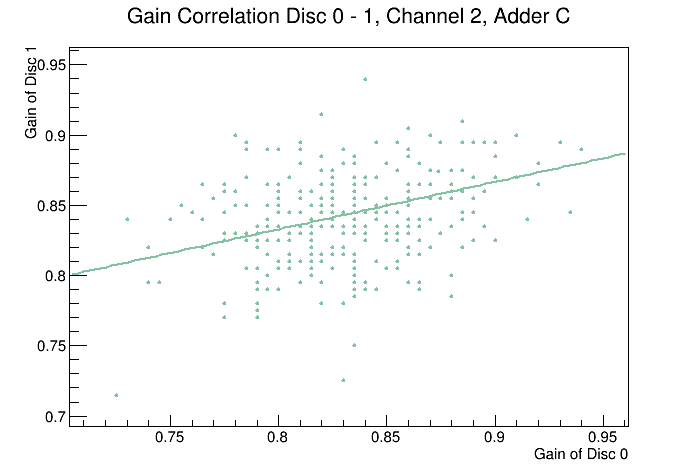 Gain Correlation Disc 0 - 1, Channel 2, Adder C
Gain of Disc 1
0.95
0.9
0.85
0.8
0.75
0.7
0.75 0.8 0.85 0.9 0.95
Gain of Disc 0